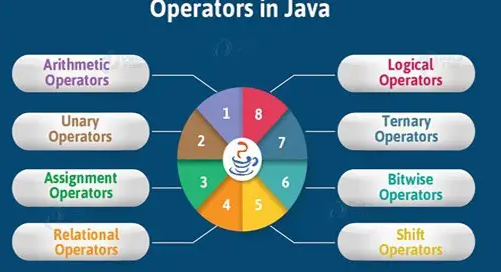 Operators in Java
Arithmetic
Operators
Unary
Operators
Assignment
Operators
Relational
Operators
1
2
3
4
5
6
7
8
Logical
Operators
Ternary
Operators
Bitwise
Operators
Shift
Operators